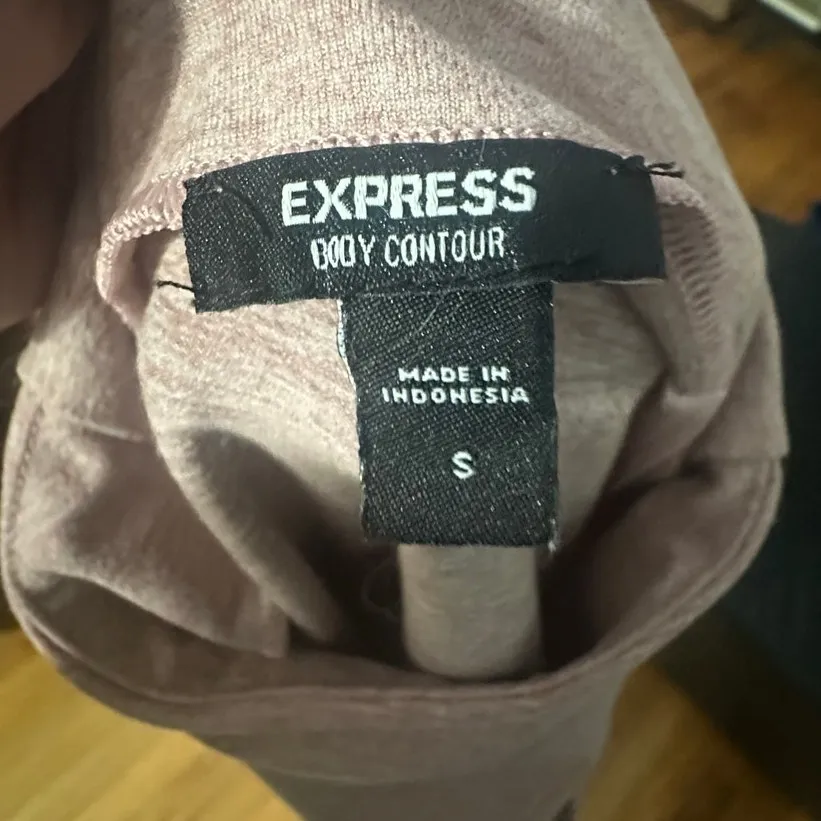 EXPRESS
BODY CONTOUR
MADE IN
INDONESIA
S